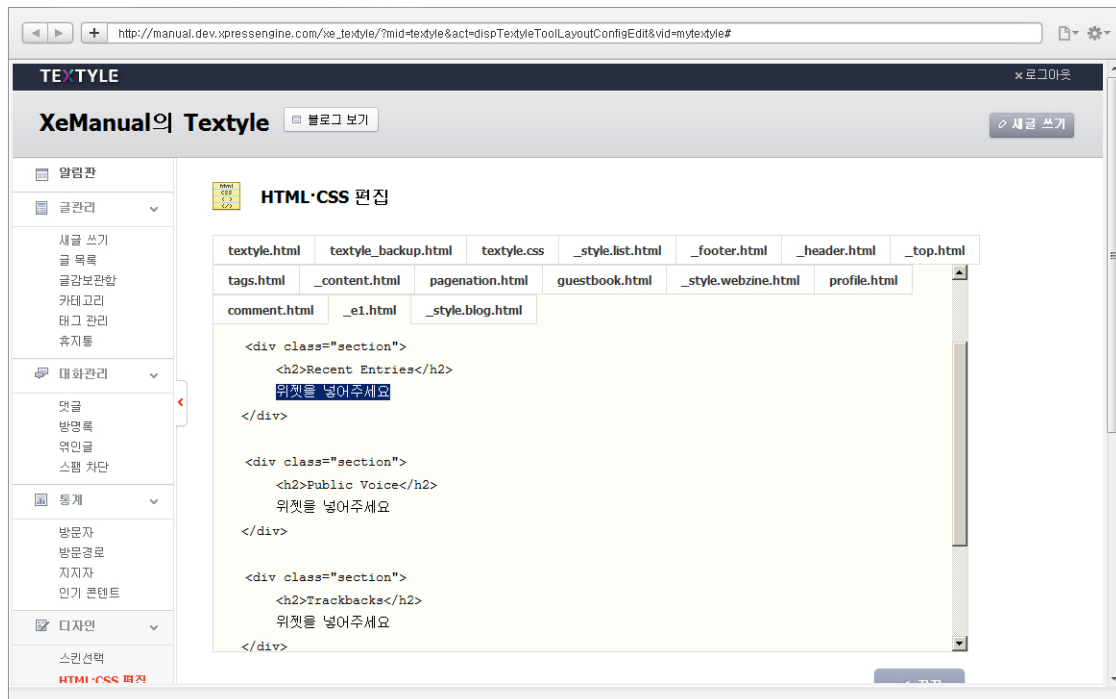 http://manual.dev.xpressengine.com/xe_textyle/?mid=textyle&act=dispTextyleToolLayoutConfigEdit&vid=mytextyle#
TEXTYLE
×로그아웃
XeManual의 Textyle
블로그 보기
새글 쓰기
알림판
글관리
새글 쓰기
글 목록
글감보관함
카테고리
태그 관리
휴지통
대화관리
댓글
방명록
엮인글
스팸 차단
통계
방문자
방문경로
지지자
인기 콘텐트
디자인
스킨선택
HTML·CSS 편집
html
css
HTML·CSS 편집
textyle.html textyle_backup.html textyle.css _style.list.html _footer.html _header.html _top.html
tags.html _content.html pagenation.html guestbook.html _style.webzine.html profile.html
comment.html _e1.html _style.blog.html
<div class="section">
<h2>Recent Entries</h2>
위젯을 넣어주세요
</div>
<div class="section">
<h2>Public Voice</h2>
위젯을 넣어주세요
</div>
<div class="section">
<h2>Trackbacks</h2>
위젯을 넣어주세요
</div>